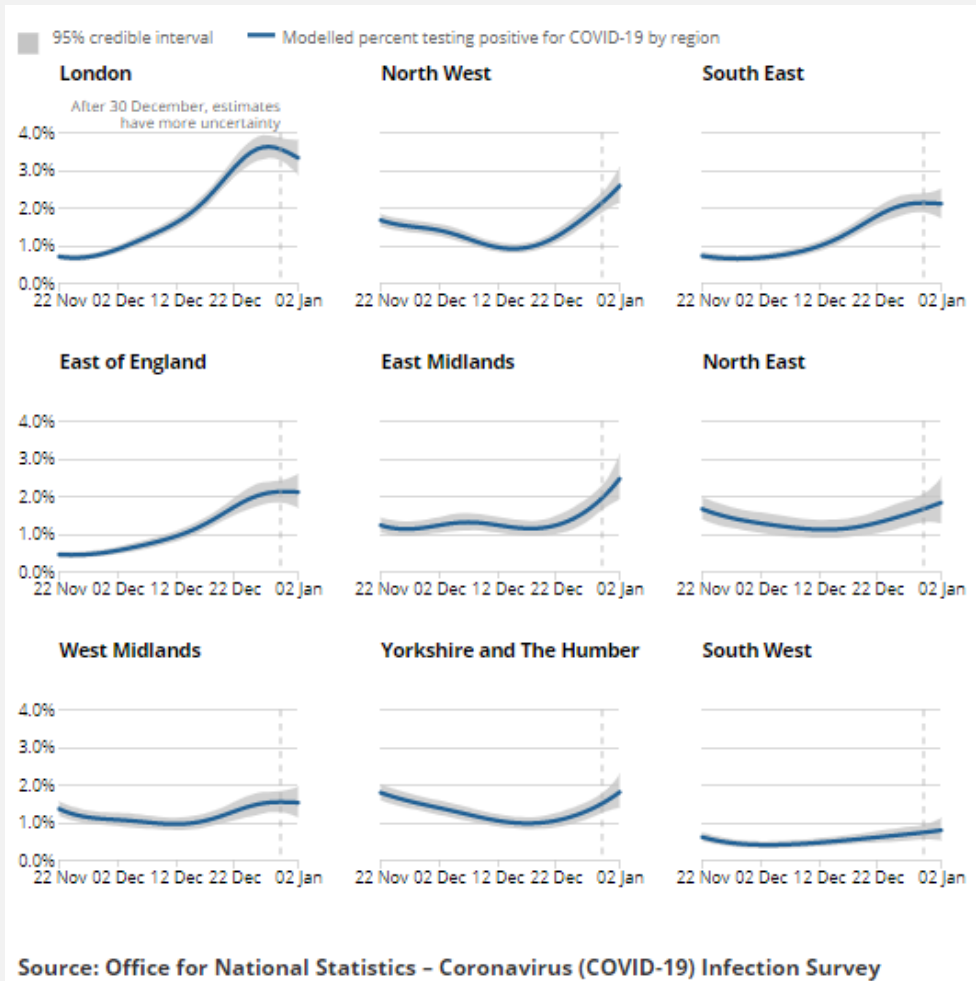 95% credible interval Modelled percent testing positive for COVID-19 by region
London North West South East
After 30 December, estimates
have more uncertainty
4.0%
3.0%
2.0%
1.0%
0.0%
22 Nov 02 Dec 12 Dec 22 Dec 02 Jan 22 Nov 02 Dec 12 Dec 22 Dec 02 Jan 22 Nov 02 Dec 12 Dec 22 Dec 02 Jan
East of England East Midlands North East
4.0%
3.0%
2.0%
1.0%
0.0%
22 Nov 02 Dec 12 Dec 22 Dec 02 Jan 22 Nov 02 Dec 12 Dec 22 Dec 02 Jan 22 Nov 02 Dec 12 Dec 22 Dec 02 Jan
West Midlands Yorkshire and The Humber South West
4.0%
3.0%
2.0%
1.0%
0.0%
22 Nov 02 Dec 12 Dec 22 Dec 02 Jan 22 Nov 02 Dec 12 Dec 22 Dec 02 Jan 22 Nov 02 Dec 12 Dec 22 Dec 02 Jan
Source: Office for National Statistics – Coronavirus (COVID-19) Infection Survey